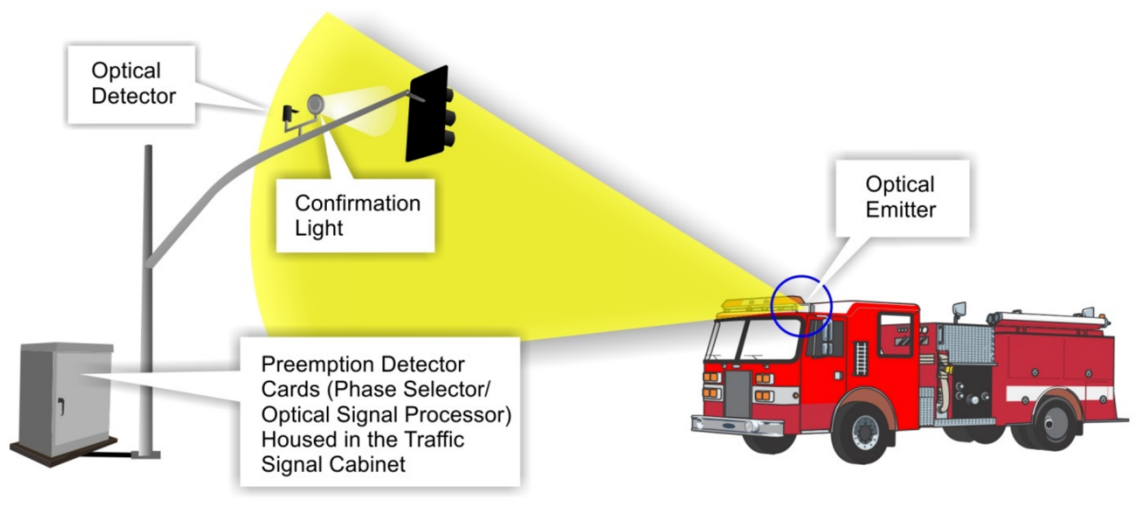 Optical
Detector
Confirmation
Light
Optical
Emitter
Preemption Detector
Cards (Phase Selector/
Optical Signal Processor)
Housed in the Traffic
Signal Cabinet